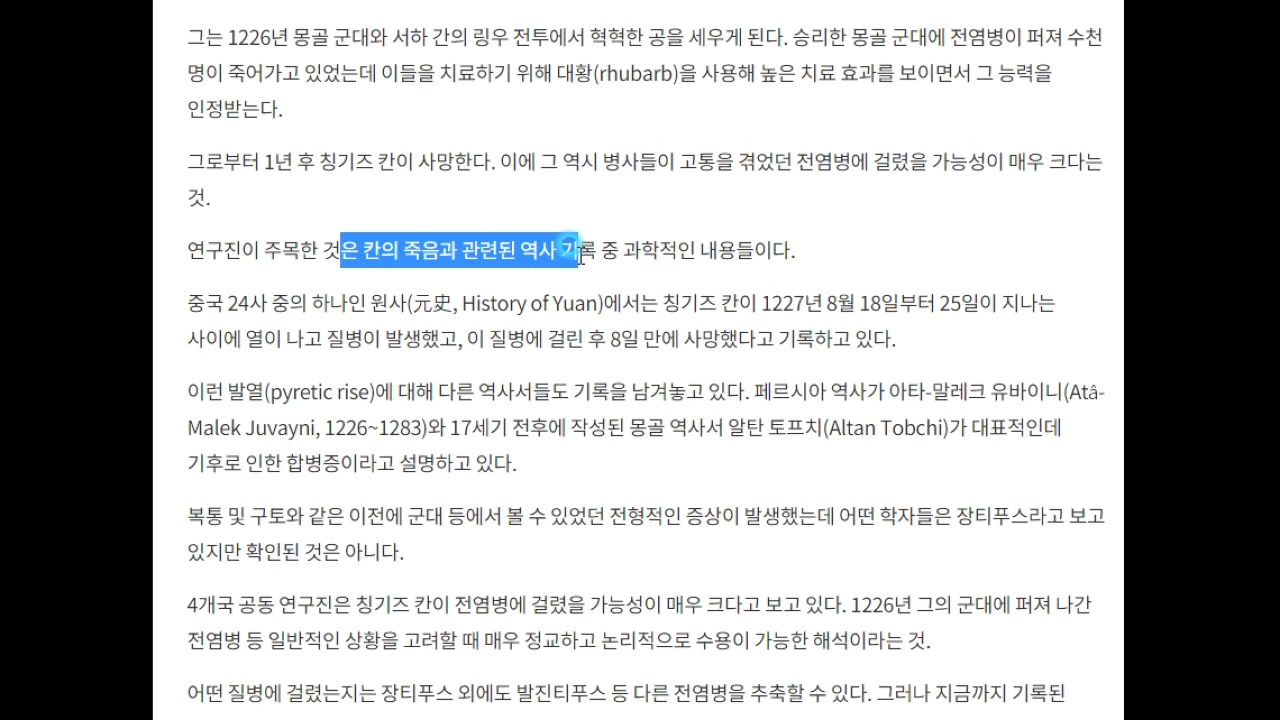 그는 1226년 몽골 군대와 서하 간의 링우 전투에서 혁혁한 공을 세우게 된다. 승리한 몽골 군대에 전염병이 퍼져 수천
명이 죽어가고 있었는데 이들을 치료하기 위해 대황(rhubarb)을 사용해 높은 치료 효과를 보이면서 그 능력을
인정받는다.
그로부터 1년 후 칭기즈 칸이 사망한다. 이에 그 역시 병사들이 고통을 겪었던 전염병에 걸렸을 가능성이 매우 크다는
것.
연구진이 주목한 것은 칸의 죽음과 관련된 역사 기록 중 과학적인 내용들이다.
중국 24사 중의 하나인 원사(元史, History of Yuan)에서는 칭기즈 칸이 1227년 8월 18일부터 25일이 지나는
사이에 열이 나고 질병이 발생했고, 이 질병에 걸린 후 8일 만에 사망했다고 기록하고 있다.
이런 발열(pyretic rise)에 대해 다른 역사서들도 기록을 남겨놓고 있다. 페르시아 역사가 아타-말레크 유바이니(Atâ-
Malek Juvayni, 1226~1283)와 17세기 전후에 작성된 몽골 역사서 알탄 토프치(Altan Tobchi)가 대표적인데
기후로 인한 합병증이라고 설명하고 있다.
복통 및 구토와 같은 이전에 군대 등에서 볼 수 있었던 전형적인 증상이 발생했는데 어떤 학자들은 장티푸스라고 보고
있지만 확인된 것은 아니다.
4개국 공동 연구진은 칭기즈 칸이 전염병에 걸렸을 가능성이 매우 크다고 보고 있다. 1226년 그의 군대에 퍼져 나간
전염병 등 일반적인 상황을 고려할 때 매우 정교하고 논리적으로 수용이 가능한 해석이라는 것.
어떤 질병에 걸렸는지는 장티푸스 외에도 발진티푸스 등 다른 전염병을 추축할 수 있다. 그러나 지금까지 기록된